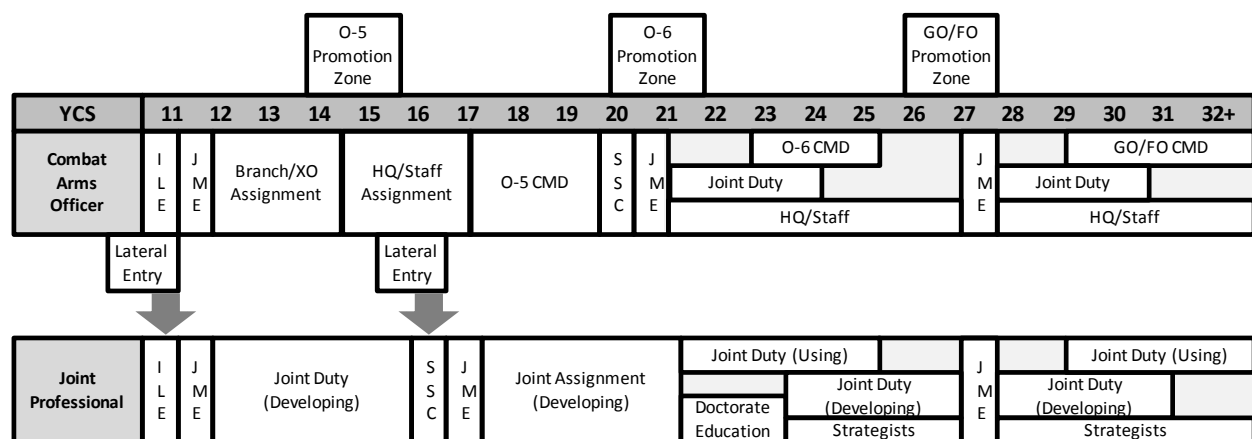 O-5
Promotion
Zone
O-6
Promotion
Zone
GO/FO
Promotion
Zone
YCS 11 12 13 14 15 16 17 18 19 20 21 22 23 24 25 26 27 28 29 30 31 32+
Combat
Arms
Officer
I
L
E
J
M
E
Branch/XO
Assignment
HQ/Staff
Assignment
O-5 CMD
S
S
C
J
M
E
O-6 CMD
Joint Duty
HQ/Staff
J
M
E
GO/FO CMD
Joint Duty
HQ/Staff
Lateral
Entry
Lateral
Entry
Joint
Professional
I
L
E
J
M
E
Joint Duty
(Developing)
S
S
C
J
M
E
Joint Assignment
(Developing)
Joint Duty (Using)
Doctorate
Education
Joint Duty
(Developing)
Strategists
J
M
E
Joint Duty (Using)
Joint Duty
(Developing)
Strategists